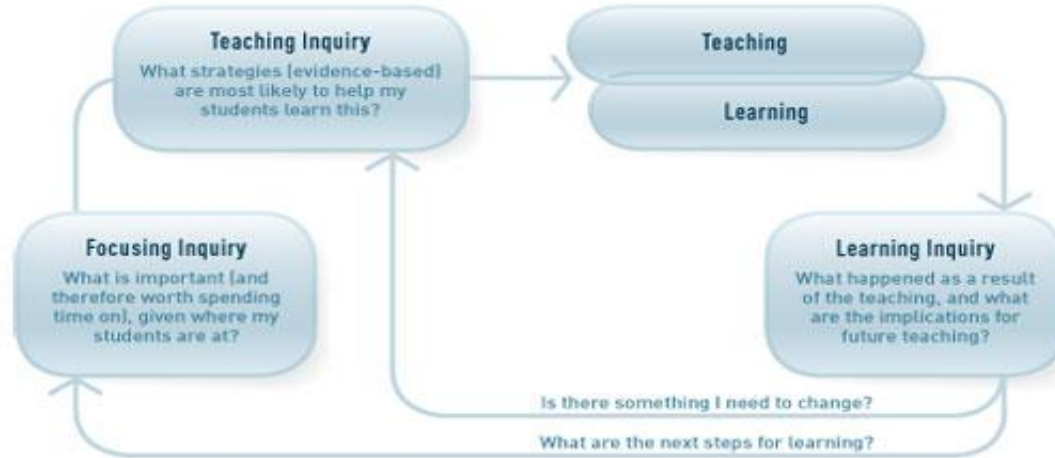 Teaching Inquiry
What strategies (evidence-based)
are most likely to help my
students learn this?
Teaching
Learning
Focusing Inquiry
What is important (and
therefore worth spending
time on), given where my
students are at?
Learning Inquiry
What happened as a result
of the teaching, and what
are the implications for
future teaching?
Is there something I need to change?
What are the next steps for learning?